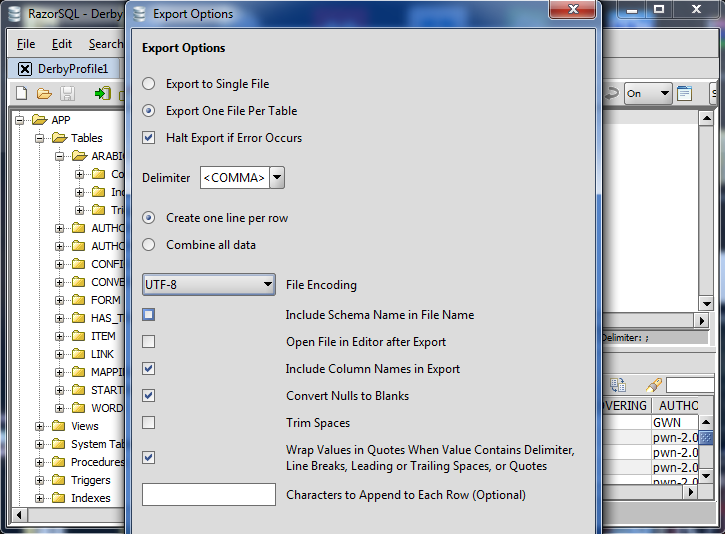 RazorSQL - Derby
Export Options
File Edit Search
DerbyProfile1
On
APP
Tables
ARABIC
Co
Ind
Tri
AUTHO
AUTHO
CONFI
CONVE
FORM
HAS_T
ITEM
LINK
MAPPIN
START
WORD
Views
System Tab
Procedures
Triggers
Indexes
Export Options
Export to Single File
Export One File Per Table
Halt Export if Error Occurs
Delimiter <COMMA>
Create one line per row
Combine all data
UTF-8 File Encoding
Include Schema Name in File Name
Open File in Editor after Export
Include Column Names in Export
Convert Nulls to Blanks
Trim Spaces
Wrap Values in Quotes When Value Contains Delimiter,
Line Breaks, Leading or Trailing Spaces, or Quotes
Characters to Append to Each Row (Optional)
Delimiter: ;
OVERING AUTHO
GWN
pwn-2.0
pwn-2.0
pwn-2.0
pwn-2.0